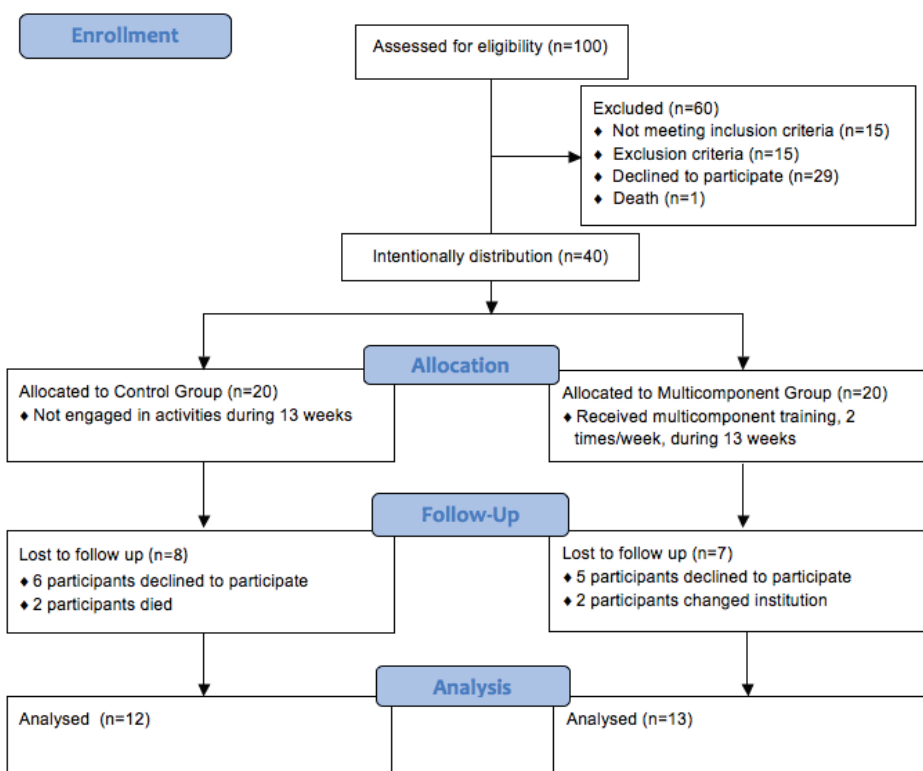 Enrollment
Assessed for eligibility (n=100)
Excluded (n=60)
♦ Not meeting inclusion criteria (n=15)
♦ Exclusion criteria (n=15)
♦ Declined to participate (n=29)
♦ Death (n=1)
Intentionally distribution (n=40)
Allocation
Allocated to Control Group (n=20)
♦ Not engaged in activities during 13 weeks
Allocated to Multicomponent Group (n=20)
♦ Received multicomponent training, 2
times/week, during 13 weeks
Follow-Up
Lost to follow up (n=8)
♦ 6 participants declined to participate
♦ 2 participants died
Lost to follow up (n=7)
♦ 5 participants declined to participate
♦ 2 participants changed institution
Analysis
Analysed (n=12)
Analysed (n=13)